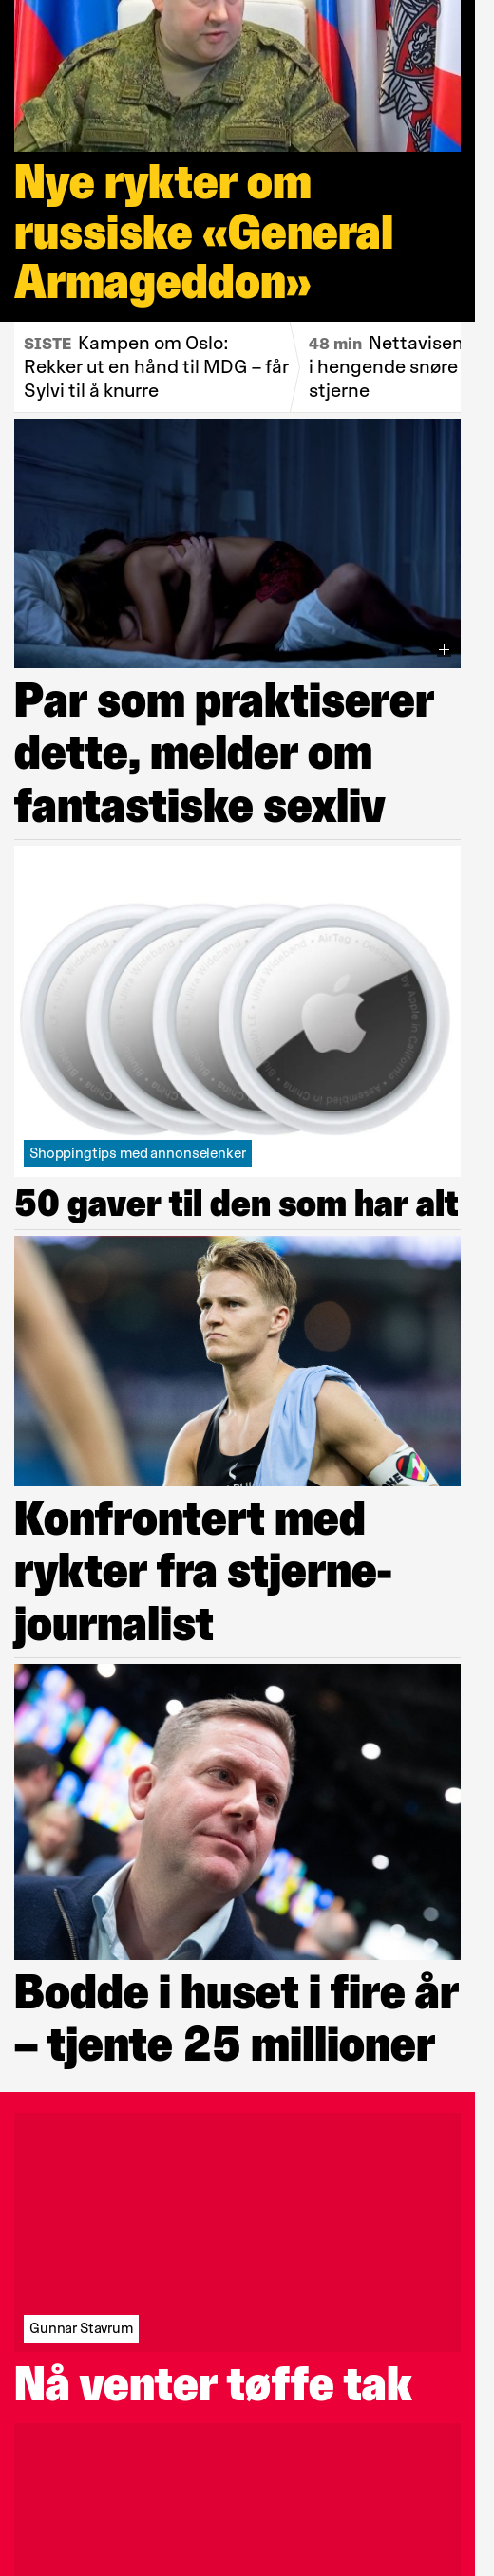 Nye rykter om
russiske «General
Armageddon»
SISTE Kampen om Oslo:
Rekker ut en hånd til MDG – får
Sylvi til å knurre
48 min Nettavisen
i hengende snøre
stjerne
Par som praktiserer
dette, melder om
fantastiske sexliv
AirTag
Shoppingtips med annonselenker
50 gaver til den som har alt
Konfrontert med
rykter fra stjerne-
journalist
Bodde i huset i fire år
– tjente 25 millioner
Gunnar Stavrum
Nå venter tøffe tak